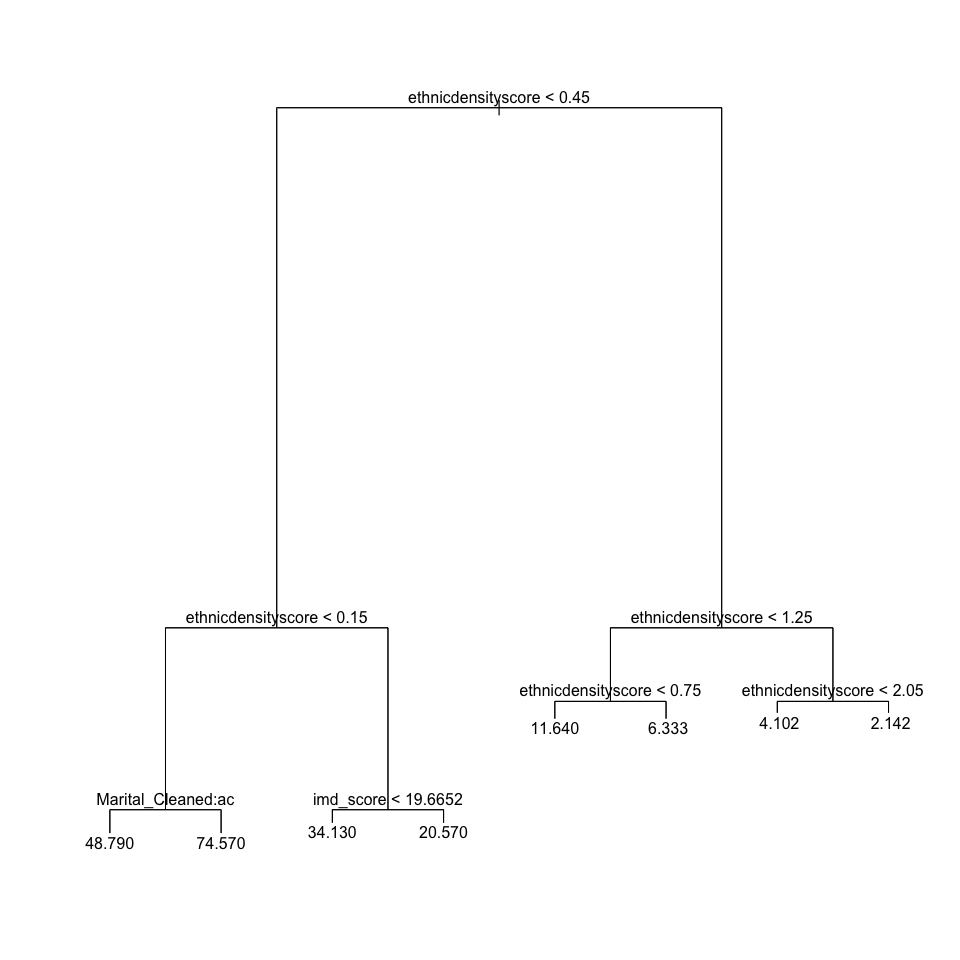 ethnicdensityscore < 0.45
ethnicdensityscore < 0.15
ethnicdensityscore < 1.25
ethnicdensityscore < 0.75
ethnicdensityscore < 2.05
11.640
6.333
4.102
2.142
Marital_Cleaned:ac
imd_score < 19.6652
48.790
74.570
34.130
20.570